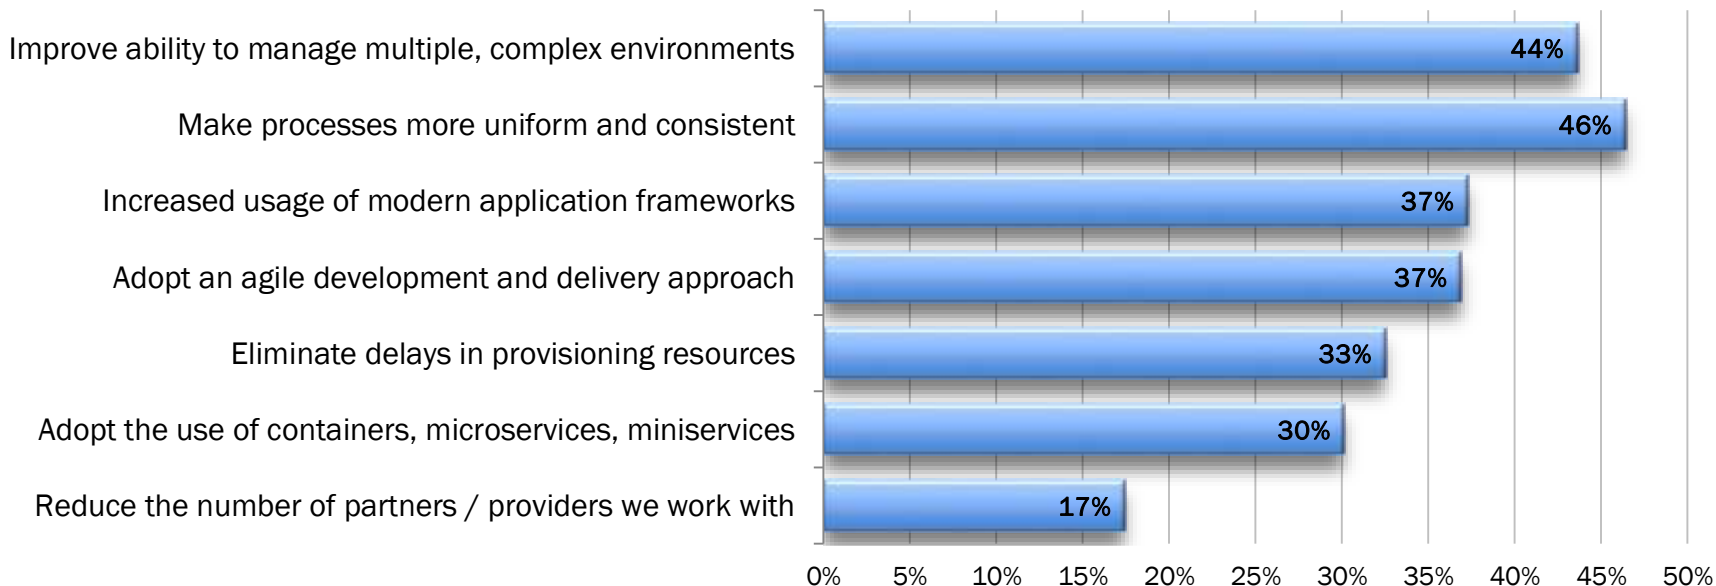 Improve ability to manage multiple, complex environments 44%
Make processes more uniform and consistent 46%
Increased usage of modern application frameworks 37%
Adopt an agile development and delivery approach 37%
Eliminate delays in provisioning resources 33%
Adopt the use of containers, microservices, miniservices 30%
Reduce the number of partners / providers we work with 17%
0% 5% 10% 15% 20% 25% 30% 35% 40% 45% 50%